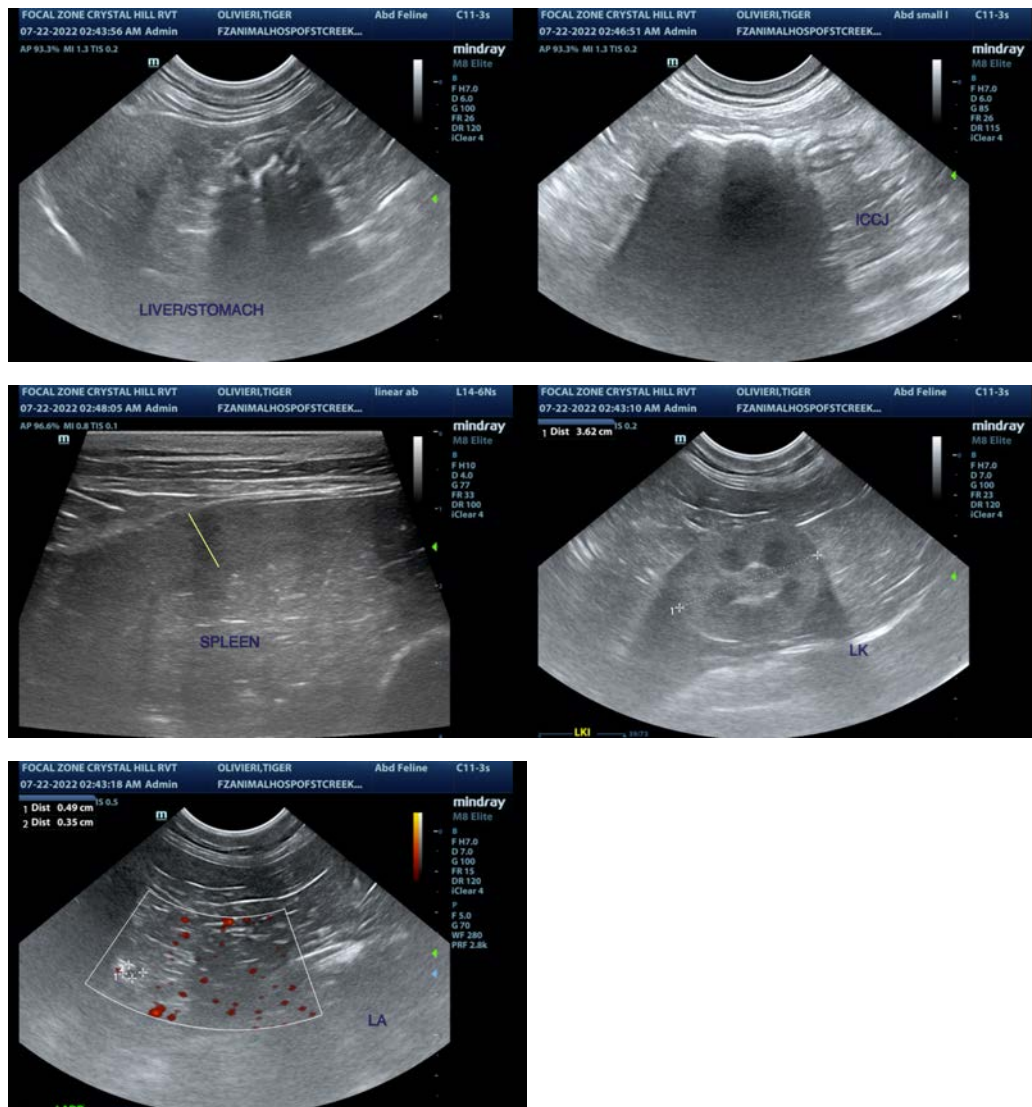 FOCAL ZONE CRYSTAL HILL RVT OLIVIERI,TIGER Abd Feline C11-3s
07-22-2022 02:43:56 AM Admin FZANIMALHOSPOFSTCREEK...
AP 93.3% MI 1.3 TIS 0.2
mindray
M8 Elite
B
F H7.0
D 6.0
G 100
FR 26
DR 120
iClear 4
LIVER/STOMACH
FOCAL ZONE CRYSTAL HILL RVT OLIVIERI,TIGER Abd small I C11-3s
07-22-2022 02:46:51 AM Admin FZANIMALHOSPOFSTCREEK...
AP 93.3% MI 1.3 TIS 0.2
mindray
M8 Elite
B
F H7.0
D 6.0
G 85
FR 26
DR 115
iClear 4
ICCJ
FOCAL ZONE CRYSTAL HILL RVT OLIVIERI,TIGER linear ab L14-6Ns
07-22-2022 02:48:05 AM Admin FZANIMALHOSPOFSTCREEK...
AP 96.6% MI 0.8 TIS 0.1
mindray
M8 Elite
B
F H10
D 4.0
G 77
FR 33
DR 100
iClear 4
SPLEEN
FOCAL ZONE CRYSTAL HILL RVT OLIVIERI,TIGER Abd Feline C11-3s
07-22-2022 02:43:10 AM Admin FZANIMALHOSPOFSTCREEK...
1 Dist 3.62 cm IS 0.2
mindray
M8 Elite
B
F H7.0
D 7.0
G 100
FR 23
DR 120
iClear 4
1
LK
LKI
FOCAL ZONE CRYSTAL HILL RVT OLIVIERI,TIGER Abd Feline C11-3s
07-22-2022 02:43:18 AM Admin FZANIMALHOSPOFSTCREEK...
1 Dist 0.49 cm IS 0.5
2 Dist 0.35 cm
mindray
M8 Elite
B
F H7.0
D 7.0
G 100
FR 15
DR 120
iClear 4
P
F 5.0
G 70
WF 280
PRF 2.8k
LA